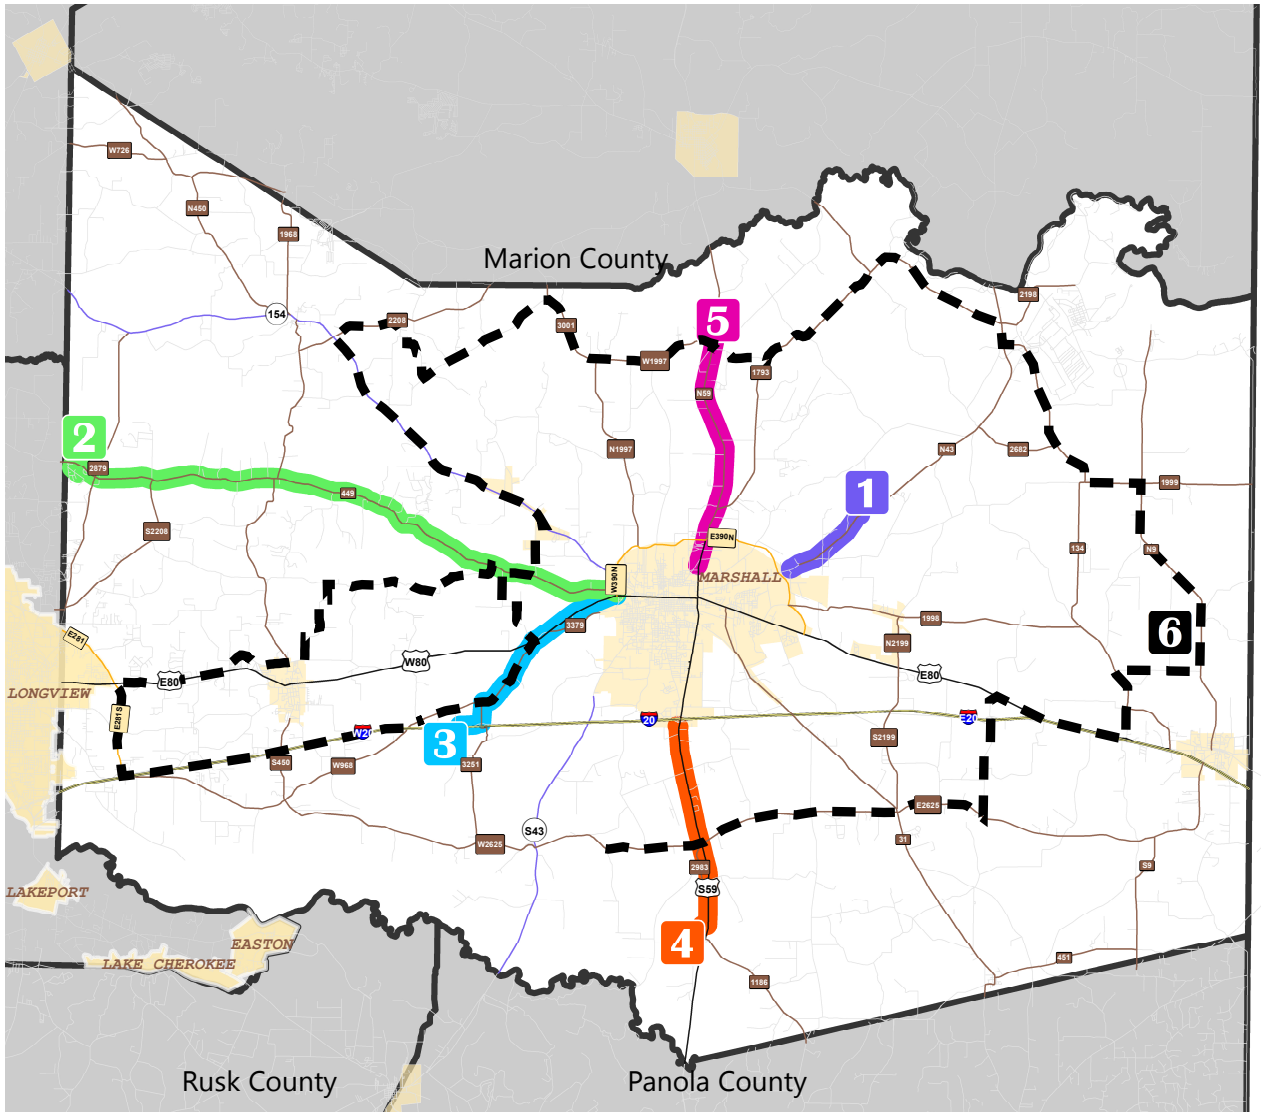 W726
N450
1968
Marion County
2198
154
2208
5
3001
W1997
1793
N59
2
N1997
N43
2682
2879
1999
449
1
S2208
E390N
134
N9
MARSHALL
W390N
1998
3379
6
E281
N2199
W80
E80
E80
LONGVIEW
E281S
20
E20
W20
3
S2199
S450
W968
3251
E2625
S43
31
W2625
2983
S9
S59
LAKEPORT
4
EASTON
451
LAKE CHEROKEE
1186
Rusk County
Panola County